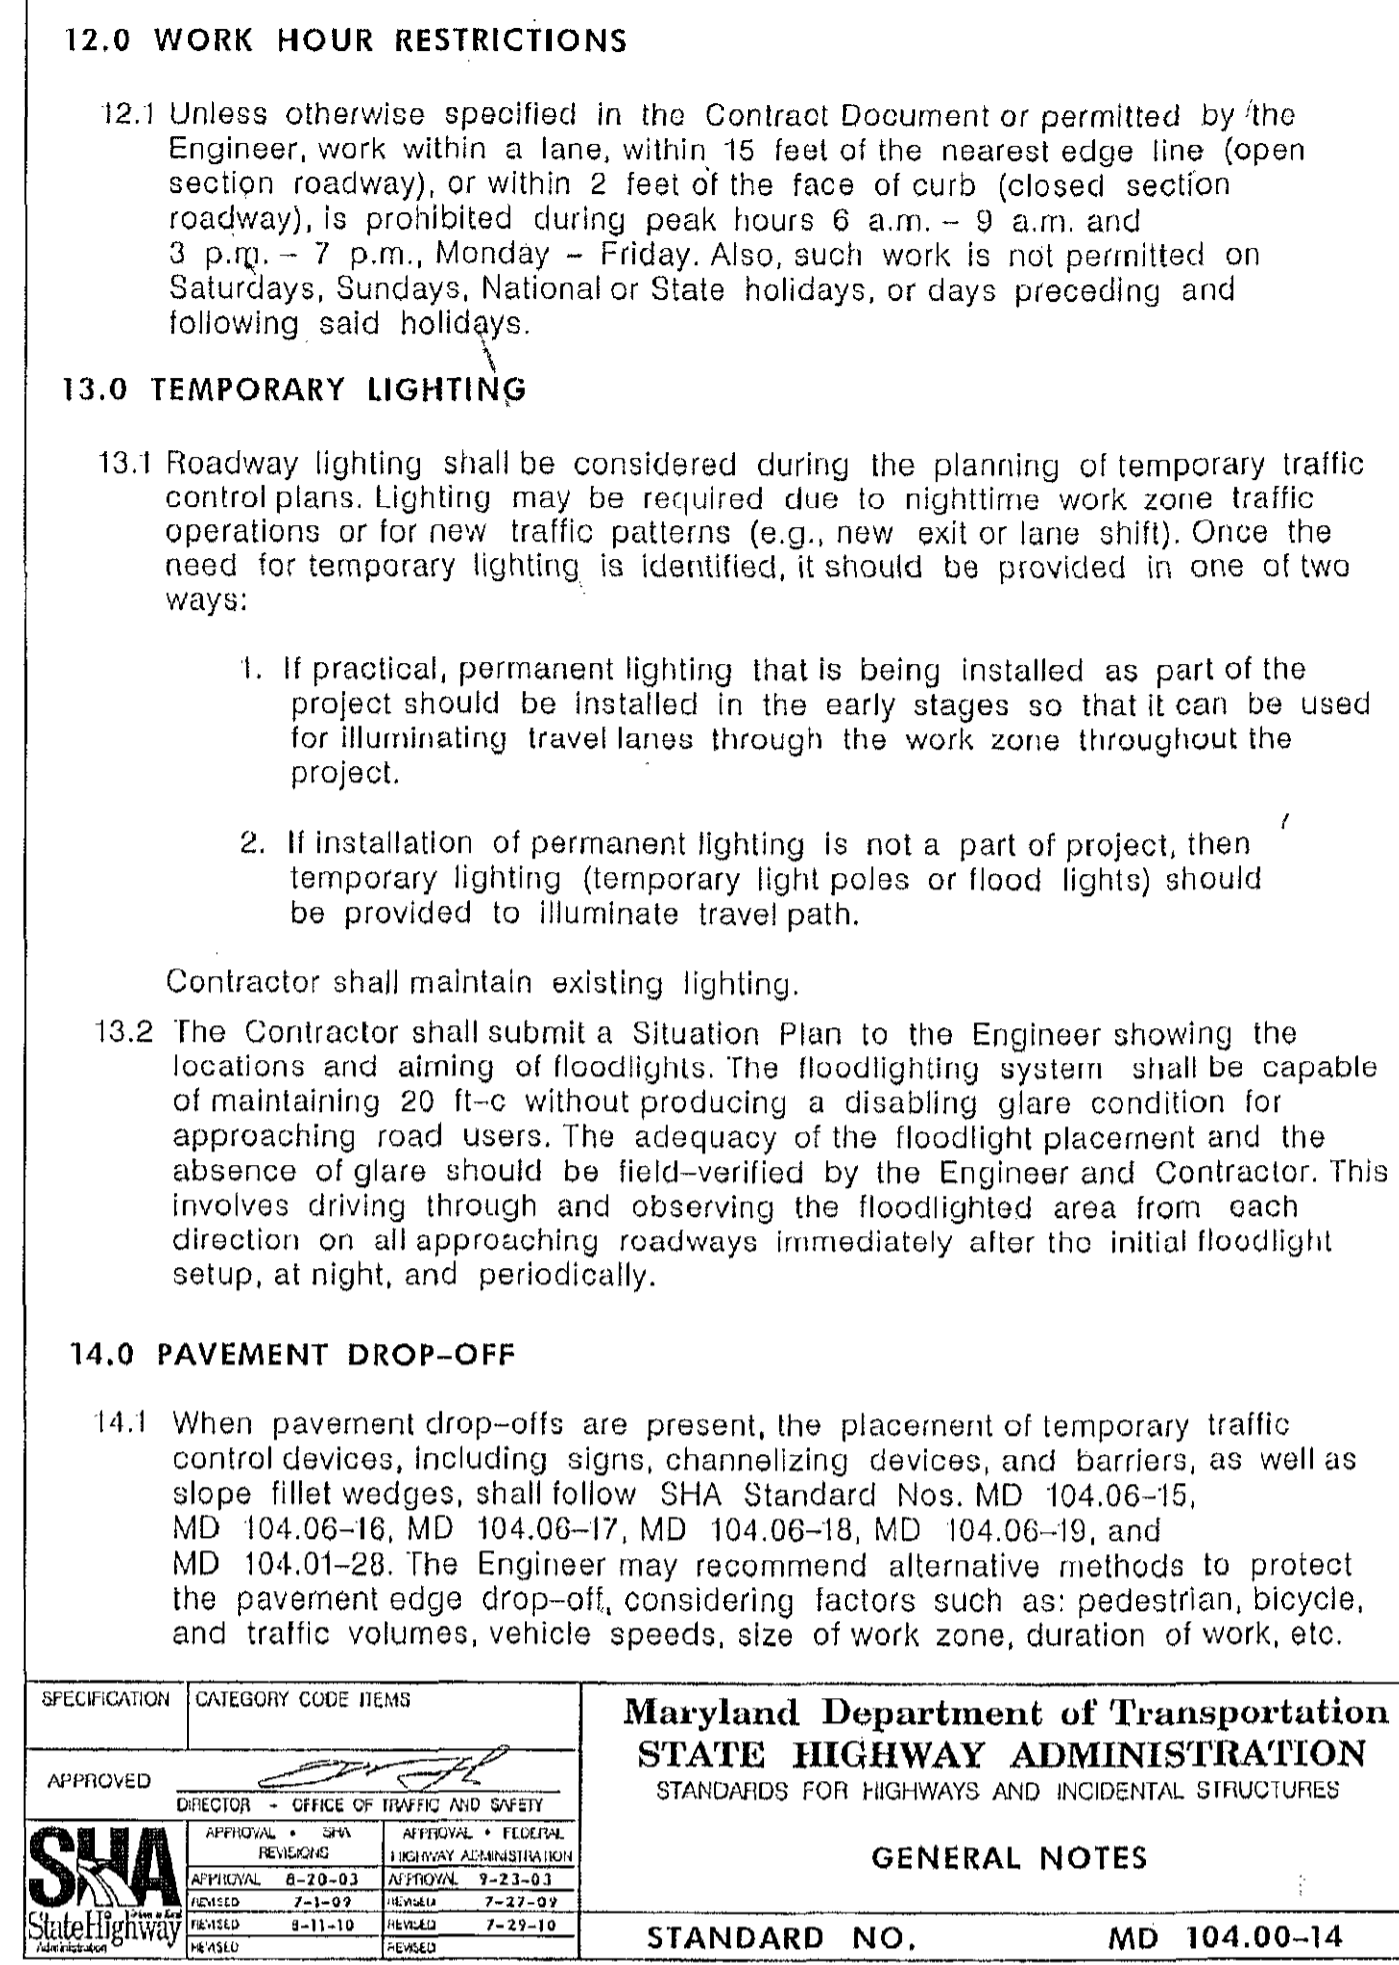 12.0 WORK HOUR RESTRICTIONS
12.1 Unless otherwise specified in the Contract Document or permitted by the
Engineer, work within a lane, within 15 feet of the nearest edge line (open
section roadway), or within 2 feet of the face of curb (closed section
roadway), is prohibited during peak hours 6 a.m. – 9 a.m. and
3 p.m. – 7 p.m., Monday – Friday. Also, such work is not permitted on
Saturdays, Sundays, National or State holidays, or days preceding and
following said holidays.
13.0 TEMPORARY LIGHTING
13.1 Roadway lighting shall be considered during the planning of temporary traffic
control plans. Lighting may be required due to nighttime work zone traffic
operations or for new traffic patterns (e.g., new exit or lane shift). Once the
need for temporary lighting is identified, it should be provided in one of two
ways:
1. If practical, permanent lighting that is being installed as part of the
project should be installed in the early stages so that it can be used
for illuminating travel lanes through the work zone throughout the
project.
2. If installation of permanent lighting is not a part of project, then
temporary lighting (temporary light poles or flood lights) should
be provided to illuminate travel path.
Contractor shall maintain existing lighting.
13.2 The Contractor shall submit a Situation Plan to the Engineer showing the
locations and aiming of floodlights. The floodlighting system shall be capable
of maintaining 20 ft-c without producing a disabling glare condition for
approaching road users. The adequacy of the floodlight placement and the
absence of glare should be field-verified by the Engineer and Contractor. This
involves driving through and observing the floodlighted area from each
direction on all approaching roadways immediately after the initial floodlight
setup, at night, and periodically.
14.0 PAVEMENT DROP-OFF
14.1 When pavement drop-offs are present, the placement of temporary traffic
control devices, including signs, channelizing devices, and barriers, as well as
slope fillet wedges, shall follow SHA Standard Nos. MD 104.06-15,
MD 104.06-16, MD 104.06-17, MD 104.06-18, MD 104.06-19, and
MD 104.01-28. The Engineer may recommend alternative methods to protect
the pavement edge drop-off, considering factors such as: pedestrian, bicycle,
and traffic volumes, vehicle speeds, size of work zone, duration of work, etc.
SPECIFICATION CATEGORY CODE ITEMS
APPROVED
DIRECTOR - OFFICE OF TRAFFIC AND SAFETY
APPROVAL • SHA REVISIONS
APPROVAL 8-20-03
REVISED 7-1-09
REVISED 8-11-10
REVISED
APPROVAL • FEDERAL HIGHWAY ADMINISTRATION
APPROVAL 9-23-03
REVISED 7-27-09
REVISED 7-29-10
REVISED
SHA
StateHighway
Administration
Maryland Department of Transportation
STATE HIGHWAY ADMINISTRATION
STANDARDS FOR HIGHWAYS AND INCIDENTAL STRUCTURES
GENERAL NOTES
STANDARD NO. MD 104.00-14